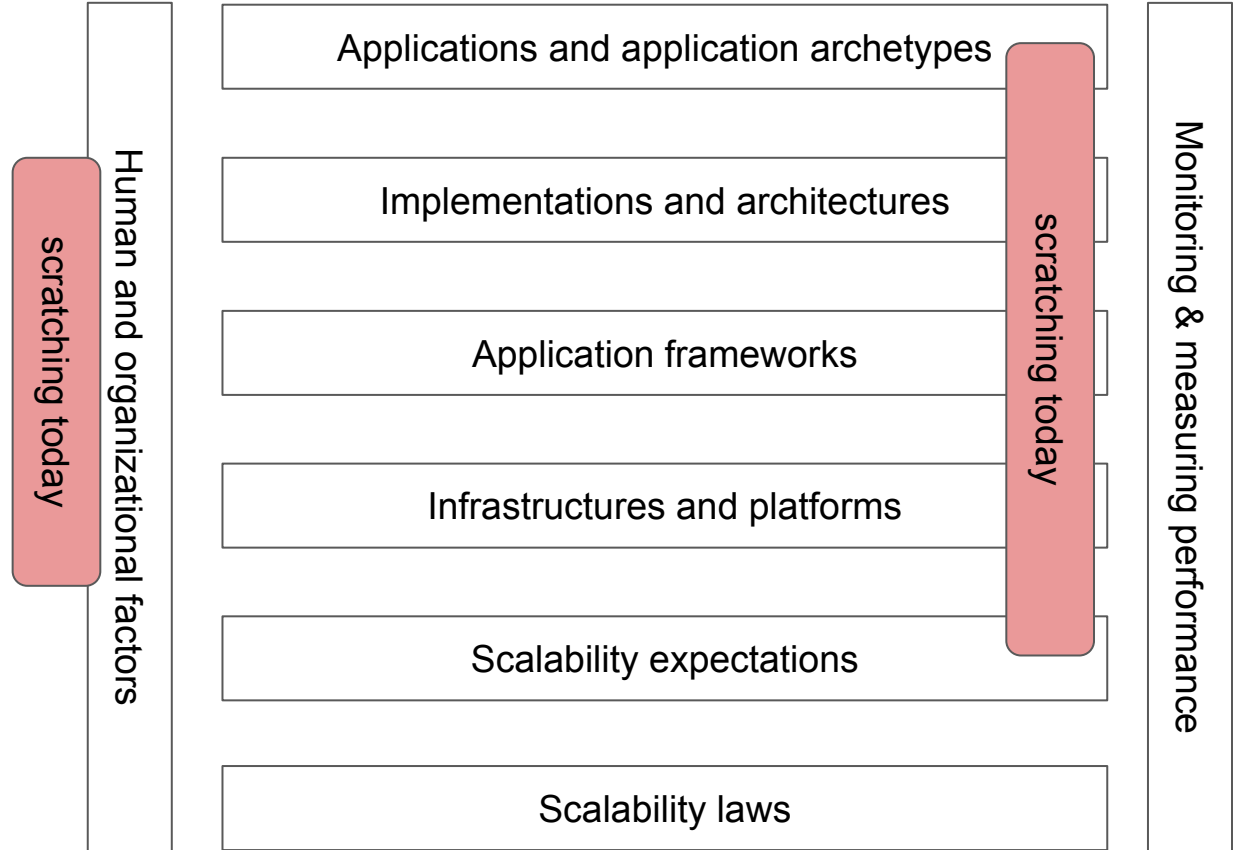 scratching today
Human and organizational factors
Applications and application archetypes
Implementations and architectures
Application frameworks
Infrastructures and platforms
Scalability expectations
Scalability laws
scratching today
Monitoring & measuring performance